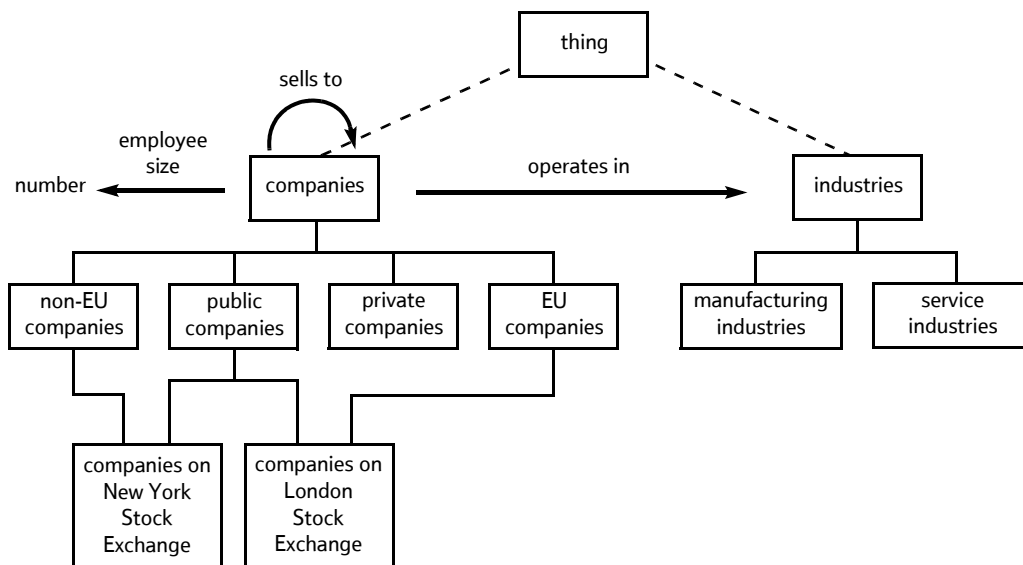 thing
sells to
employee
size
number
companies
operates in
industries
non-EU
companies
public
companies
private
companies
EU
companies
manufacturing
industries
service
industries
companies on
New York
Stock
Exchange
companies on
London
Stock
Exchange